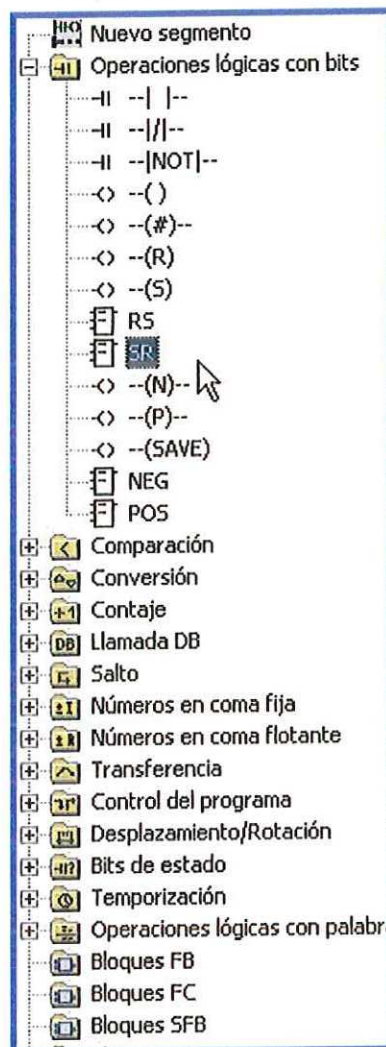 Nuevo segmento
Operaciones lógicas con bits
--| |--
--|/|--
--|NOT|--
--( )
--(#)--
--(R)
--(S)
RS
SR
--(N)--
--(P)--
--(SAVE)
NEG
POS
Comparación
Conversión
Contaje
Llamada DB
Salto
Números en coma fija
Números en coma flotante
Transferencia
Control del programa
Desplazamiento/Rotación
Bits de estado
Temporización
Operaciones lógicas con palabra
Bloques FB
Bloques FC
Bloques SFB